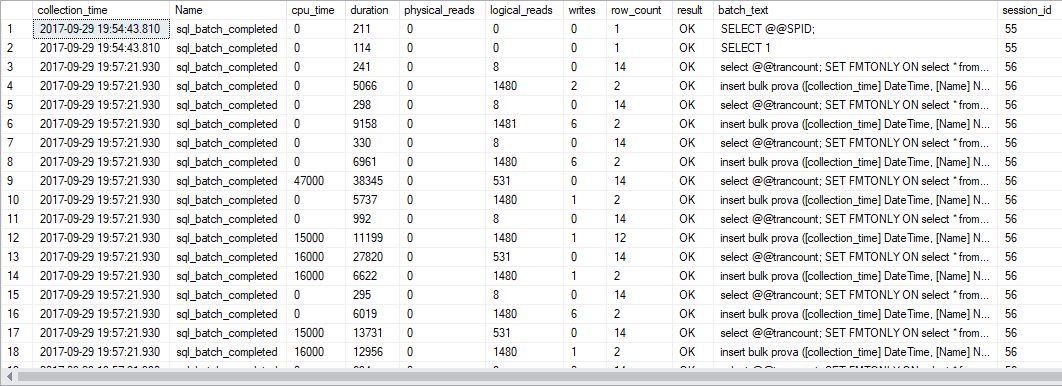 collection_time Name cpu_time duration physical_reads logical_reads writes row_count result batch_text session_id
1 2017-09-29 19:54:43.810 sql_batch_completed 0 211 0 0 0 1 OK SELECT @@SPID; 55
2 2017-09-29 19:54:43.810 sql_batch_completed 0 114 0 0 0 1 OK SELECT 1 55
3 2017-09-29 19:57:21.930 sql_batch_completed 0 241 0 8 0 14 OK select @@trancount; SET FMTONLY ON select * from... 56
4 2017-09-29 19:57:21.930 sql_batch_completed 0 5066 0 1480 2 2 OK insert bulk prova ([collection_time] DateTime, [Name] N... 56
5 2017-09-29 19:57:21.930 sql_batch_completed 0 298 0 8 0 14 OK select @@trancount; SET FMTONLY ON select * from... 56
6 2017-09-29 19:57:21.930 sql_batch_completed 0 9158 0 1481 6 2 OK insert bulk prova ([collection_time] DateTime, [Name] N... 56
7 2017-09-29 19:57:21.930 sql_batch_completed 0 330 0 8 0 14 OK select @@trancount; SET FMTONLY ON select * from... 56
8 2017-09-29 19:57:21.930 sql_batch_completed 0 6961 0 1480 6 2 OK insert bulk prova ([collection_time] DateTime, [Name] N... 56
9 2017-09-29 19:57:21.930 sql_batch_completed 47000 38345 0 531 0 14 OK select @@trancount; SET FMTONLY ON select * from... 56
10 2017-09-29 19:57:21.930 sql_batch_completed 0 5737 0 1480 1 2 OK insert bulk prova ([collection_time] DateTime, [Name] N... 56
11 2017-09-29 19:57:21.930 sql_batch_completed 0 992 0 8 0 14 OK select @@trancount; SET FMTONLY ON select * from... 56
12 2017-09-29 19:57:21.930 sql_batch_completed 15000 11199 0 1480 1 12 OK insert bulk prova ([collection_time] DateTime, [Name] N... 56
13 2017-09-29 19:57:21.930 sql_batch_completed 16000 27820 0 531 0 14 OK select @@trancount; SET FMTONLY ON select * from... 56
14 2017-09-29 19:57:21.930 sql_batch_completed 16000 6622 0 1480 1 2 OK insert bulk prova ([collection_time] DateTime, [Name] N... 56
15 2017-09-29 19:57:21.930 sql_batch_completed 0 295 0 8 0 14 OK select @@trancount; SET FMTONLY ON select * from... 56
16 2017-09-29 19:57:21.930 sql_batch_completed 0 6019 0 1480 6 2 OK insert bulk prova ([collection_time] DateTime, [Name] N... 56
17 2017-09-29 19:57:21.930 sql_batch_completed 15000 13731 0 531 0 14 OK select @@trancount; SET FMTONLY ON select * from... 56
18 2017-09-29 19:57:21.930 sql_batch_completed 16000 12956 0 1480 1 2 OK insert bulk prova ([collection_time] DateTime, [Name] N... 56